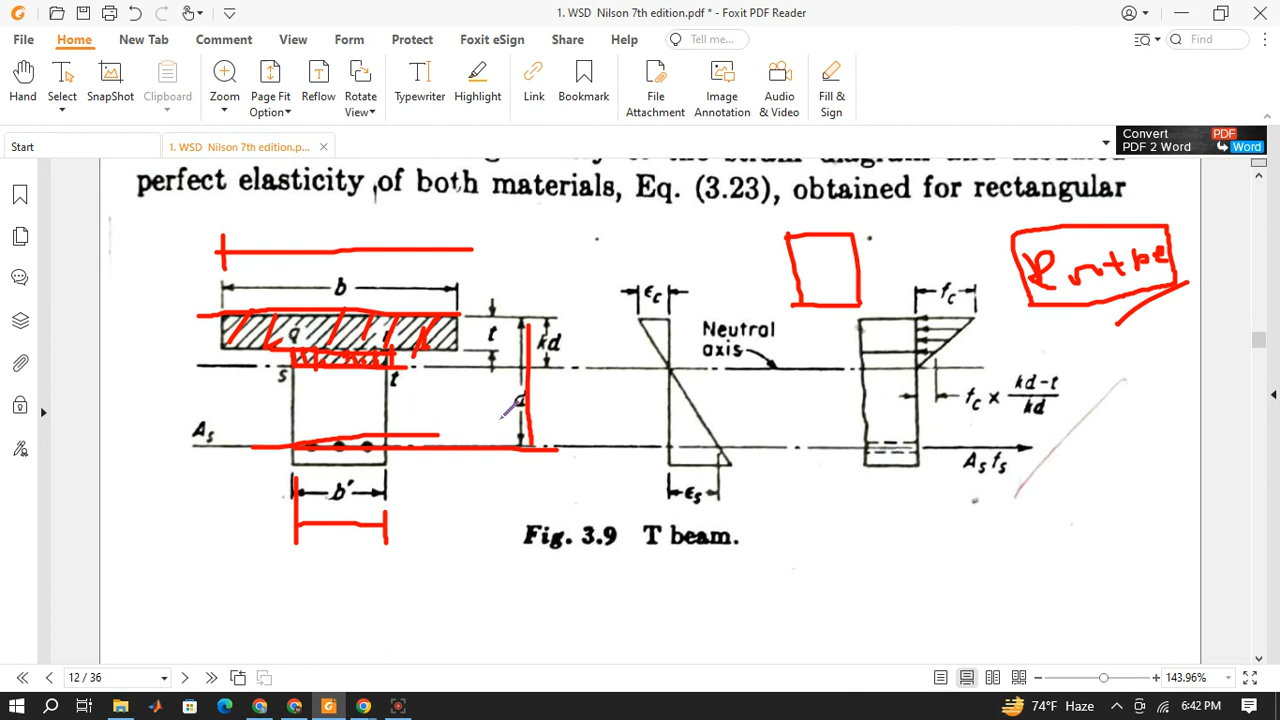 1. WSD Nilson 7th edition.pdf * - Foxit PDF Reader
File Home New Tab Comment View Form Protect Foxit eSign Share Help Tell me... Find
Hand Select SnapShot Clipboard Zoom Page Fit Option Reflow Rotate View Typewriter Highlight Link Bookmark File Attachment Image Annotation Audio & Video Fill & Sign
Start 1. WSD Nilson 7th edition.p... Convert PDF
PDF 2 Word Word
perfect elasticity of both materials, Eq. (3.23), obtained for rectangular
b εc fc
q t kd Neutral axis
s t
d fc × kd-t
kd
As As fs
b' εs
Fig. 3.9 T beam.
12 / 36 143.96%
74°F Haze 6:42 PM